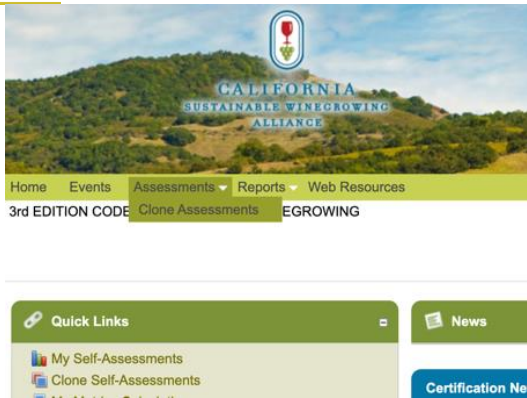 CALIFORNIA
SUSTAINABLE WINEGROWING
ALLIANCE
Home Events Assessments Reports Web Resources
3rd EDITION CODE Clone Assessments EGROWING
Quick Links
News
My Self-Assessments
Clone Self-Assessments
Certification Ne